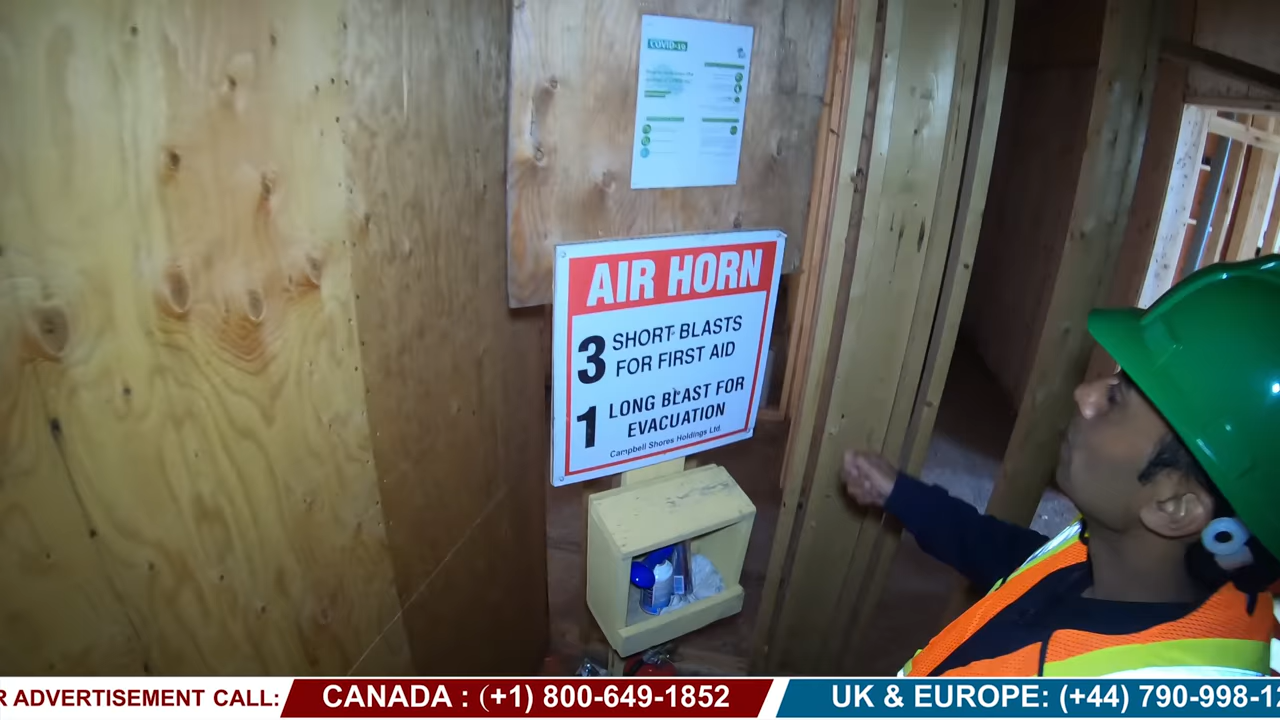 COVID-19
AIR HORN
3 SHORT BLASTS
FOR FIRST AID
1 LONG BLAST FOR
EVACUATION
Campbell Shores Holdings Ltd.
R ADVERTISEMENT CALL: CANADA : (+1) 800-649-1852 UK & EUROPE: (+44) 790-998-12